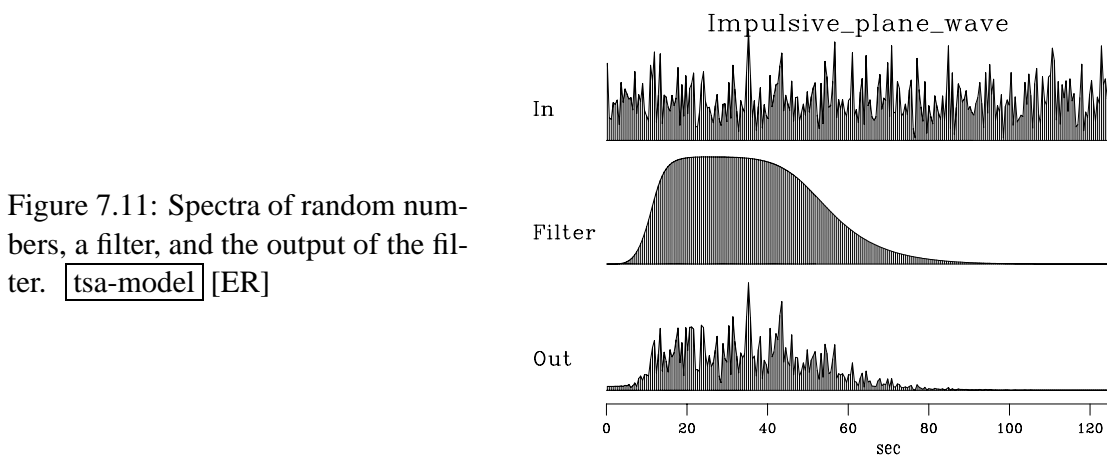 Impulsive_plane_wave
In
Filter
Out
0 20 40 60 80 100 120
sec
Figure 7.11: Spectra of random num-
bers, a filter, and the output of the fil-
ter. tsa-model [ER]